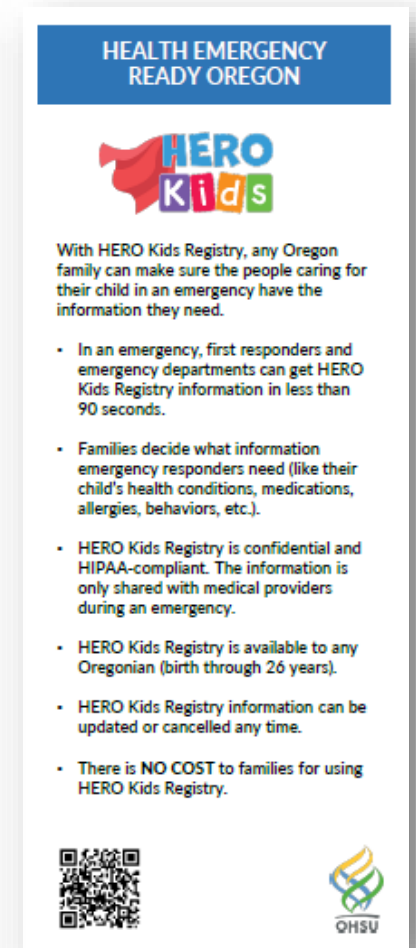 HEALTH EMERGENCY
READY OREGON
HERO
Kids
With HERO Kids Registry, any Oregon
family can make sure the people caring for
their child in an emergency have the
information they need.
- In an emergency, first responders and
emergency departments can get HERO
Kids Registry information in less than
90 seconds.
- Families decide what information
emergency responders need (like their
child's health conditions, medications,
allergies, behaviors, etc.).
- HERO Kids Registry is confidential and
HIPAA-compliant. The information is
only shared with medical providers
during an emergency.
- HERO Kids Registry is available to any
Oregonian (birth through 26 years).
- HERO Kids Registry information can be
updated or cancelled any time.
- There is NO COST to families for using
HERO Kids Registry.
OHSU